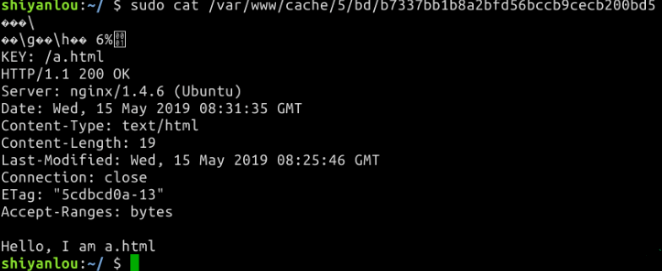 shiyanlou:~/ $ sudo cat /var/www/cache/5/bd/b7337bb1b8a2bfd56bccb9cecb200bd5
���\
��\g��h�� 6%
KEY: /a.html
HTTP/1.1 200 OK
Server: nginx/1.4.6 (Ubuntu)
Date: Wed, 15 May 2019 08:31:35 GMT
Content-Type: text/html
Content-Length: 19
Last-Modified: Wed, 15 May 2019 08:25:46 GMT
Connection: close
ETag: "5cdbcd0a-13"
Accept-Ranges: bytes
Hello, I am a.html
shiyanlou:~/ $